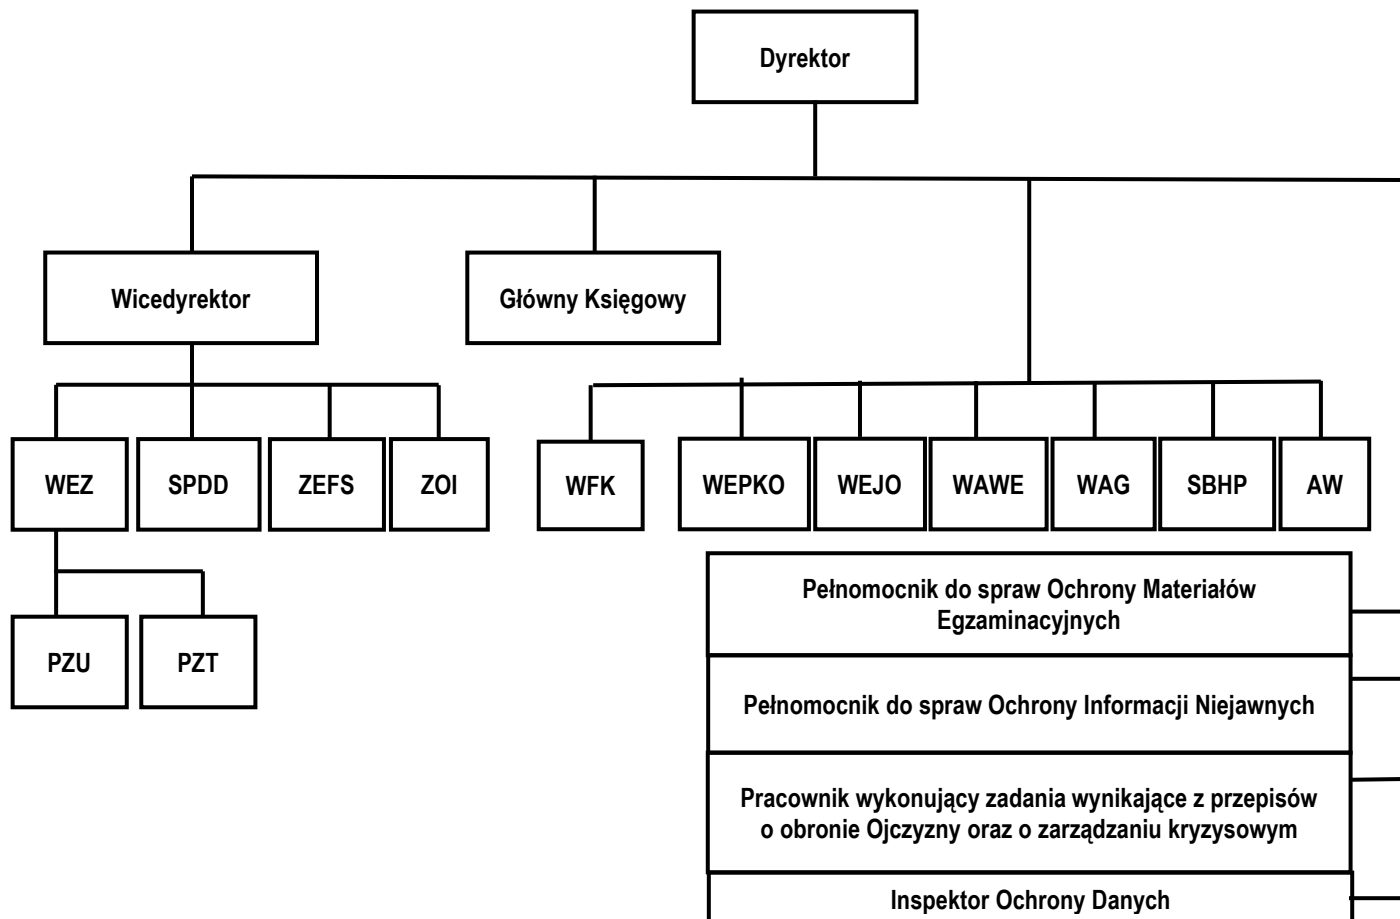 Dyrektor
Wicedyrektor
Główny Księgowy
WEZ
SPDD
ZEFS
ZOI
WFK
WEPKO
WEJO
WAWE
WAG
SBHP
AW
PZU
PZT
Pełnomocnik do spraw Ochrony Materiałów
Egzaminacyjnych
Pełnomocnik do spraw Ochrony Informacji Niejawnych
Pracownik wykonujący zadania wynikające z przepisów
o obronie Ojczyzny oraz o zarządzaniu kryzysowym
Inspektor Ochrony Danych